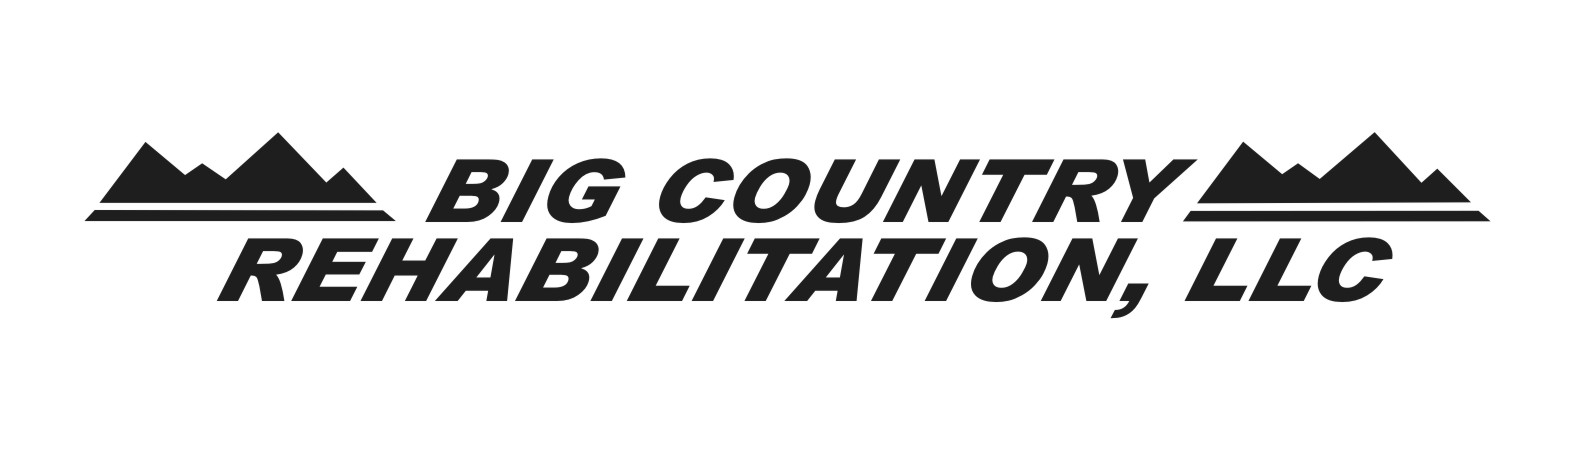 BIG COUNTRY
REHABILITATION, LLC